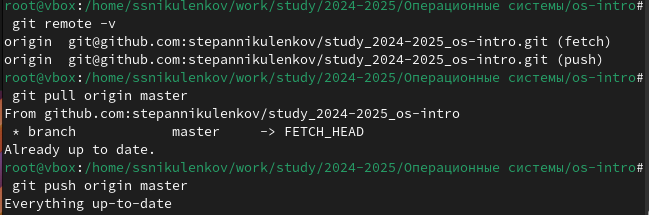 root@vbox:/home/ssnikulenkov/work/study/2024-2025/Операционные системы/os-intro#
git remote -v
origin  git@github.com:stepannikulenkov/study_2024-2025_os-intro.git (fetch)
origin  git@github.com:stepannikulenkov/study_2024-2025_os-intro.git (push)
root@vbox:/home/ssnikulenkov/work/study/2024-2025/Операционные системы/os-intro#
git pull origin master
From github.com:stepannikulenkov/study_2024-2025_os-intro
 * branch            master     -> FETCH_HEAD
Already up to date.
root@vbox:/home/ssnikulenkov/work/study/2024-2025/Операционные системы/os-intro#
git push origin master
Everything up-to-date